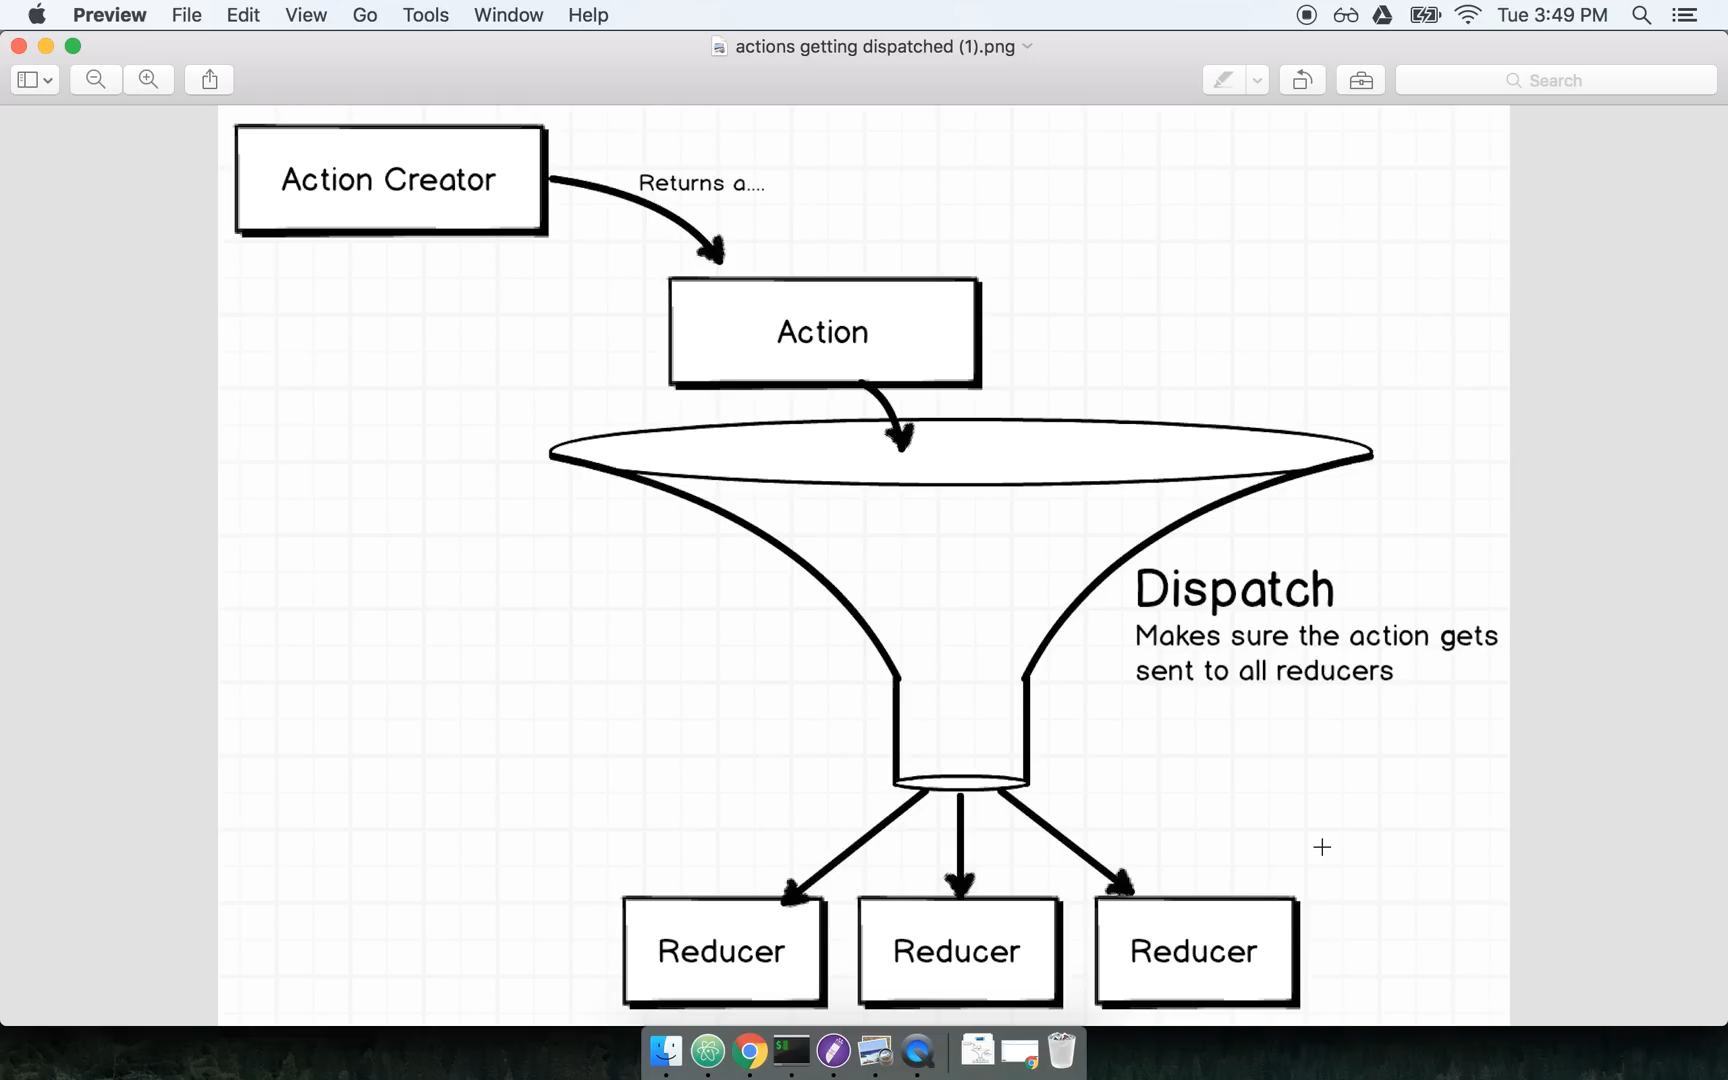 Preview File Edit View Go Tools Window Help Tue 3:49 PM
actions getting dispatched (1).png
Search
Action Creator
Returns a....
Action
Dispatch
Makes sure the action gets
sent to all reducers
Reducer Reducer Reducer